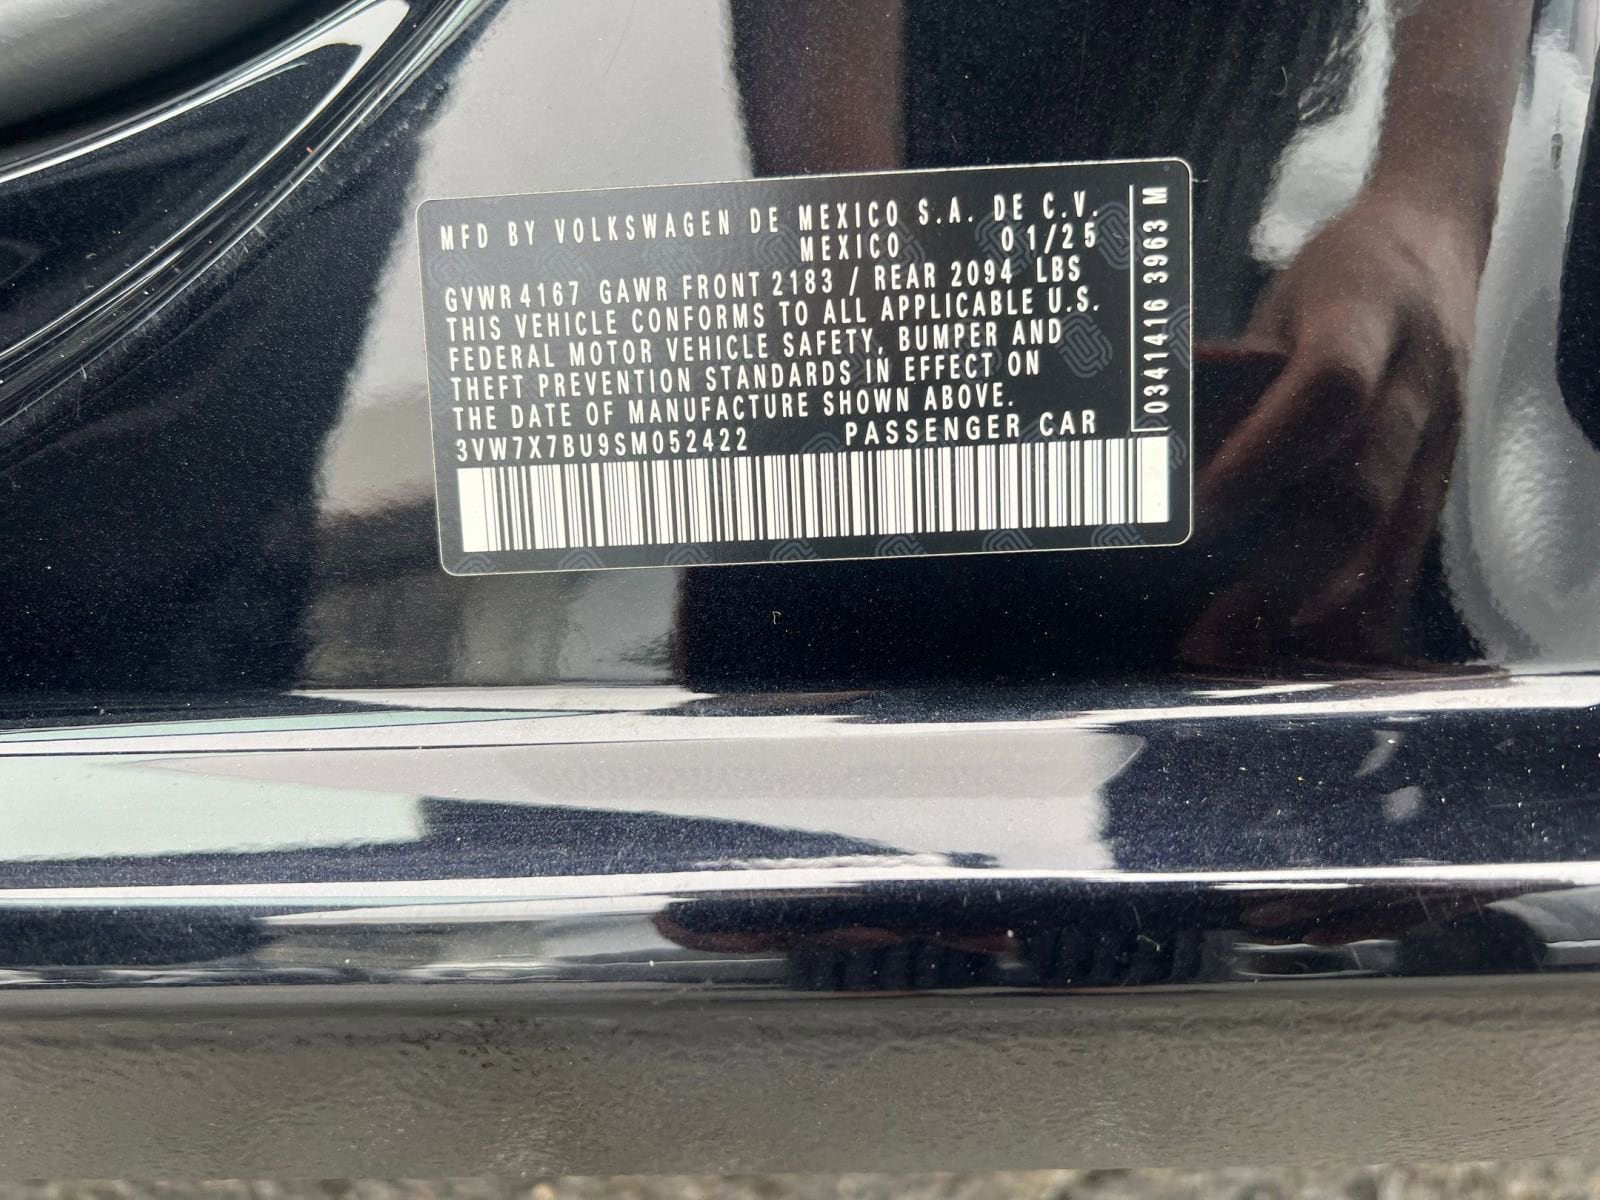 MFD BY VOLKSWAGEN DE MEXICO S.A. DE C.V.
MEXICO 01/25
GVWR 4167 GAWR FRONT 2183 / REAR 2094 LBS
THIS VEHICLE CONFORMS TO ALL APPLICABLE U.S.
FEDERAL MOTOR VEHICLE SAFETY, BUMPER AND
THEFT PREVENTION STANDARDS IN EFFECT ON
THE DATE OF MANUFACTURE SHOWN ABOVE.
3VW7X7BU9SM052422 PASSENGER CAR
0341416 3963 M